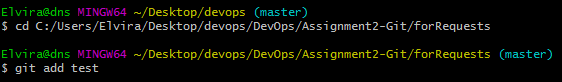 Elvira@dns MINGW64 ~/Desktop/devops (master)
$ cd C:/Users/Elvira/Desktop/devops/DevOps/Assignment2-Git/forRequests
Elvira@dns MINGW64 ~/Desktop/devops/DevOps/Assignment2-Git/forRequests (master)
$ git add test